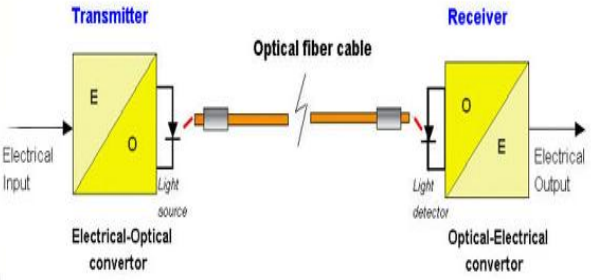 Transmitter
Receiver
Optical fiber cable
E
O
O
E
Electrical
Input
Light
source
Light
detector
Electrical
Output
Electrical-Optical
convertor
Optical-Electrical
convertor